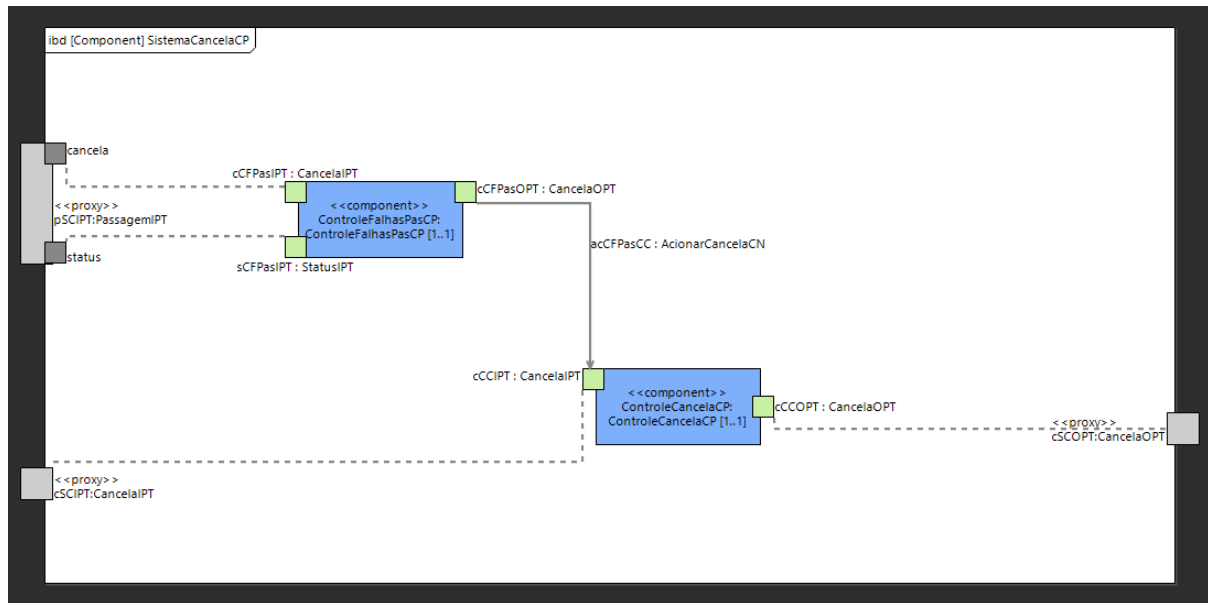 ibd [Component] SistemaCancelaCP
cancela
cCFPasIPT : CancelaIPT
cCFPasOPT : CancelaOPT
<<proxy>>
pSCIPT:PassagemIPT
<<component>>
ControleFalhasPasCP:
ControleFalhasPasCP [1..1]
status
sCFPasIPT : StatusIPT
acCFPasCC : AcionarCancelaCN
cCCIPT : CancelaIPT
<<component>>
ControleCancelaCP:
ControleCancelaCP [1..1]
cCCOPT : CancelaOPT
<<proxy>>
cSCOPT:CancelaOPT
<<proxy>>
cSCIPT:CancelaIPT